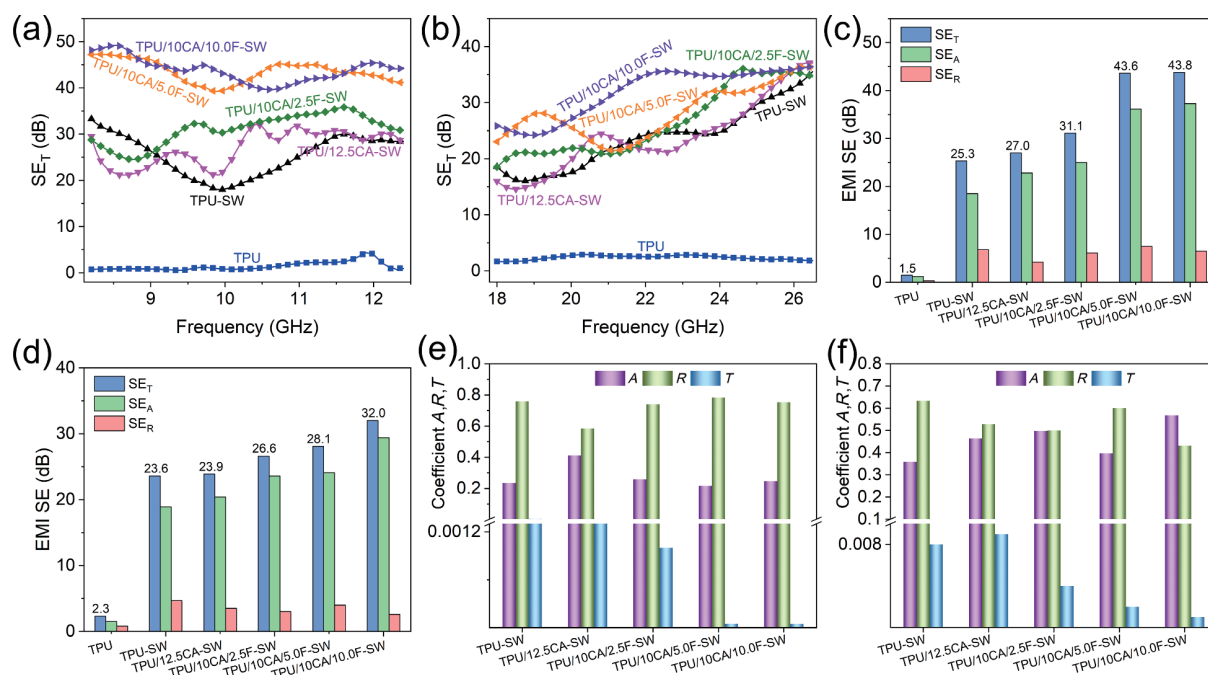 (a)
SE_T (dB)
50
40
30
20
10
0
TPU/10CA/10.0F-SW
TPU/10CA/5.0F-SW
TPU/10CA/2.5F-SW
TPU/12.5CA-SW
TPU-SW
TPU
9
10
11
12
Frequency (GHz)
(b)
SE_T (dB)
50
40
30
20
10
0
TPU/10CA/10.0F-SW
TPU/10CA/2.5F-SW
TPU/10CA/5.0F-SW
TPU-SW
TPU/12.5CA-SW
TPU
18
20
22
24
26
Frequency (GHz)
(c)
EMI SE (dB)
50
40
30
20
10
0
SE_T
SE_A
SE_R
1.5
25.3
27.0
31.1
43.6
43.8
TPU
TPU-SW
TPU/12.5CA-SW
TPU/10CA/2.5F-SW
TPU/10CA/5.0F-SW
TPU/10CA/10.0F-SW
(d)
EMI SE (dB)
40
30
20
10
0
SE_T
SE_A
SE_R
2.3
23.6
23.9
26.6
28.1
32.0
TPU
TPU-SW
TPU/12.5CA-SW
TPU/10CA/2.5F-SW
TPU/10CA/5.0F-SW
TPU/10CA/10.0F-SW
(e)
Coefficient A,R,T
1.0
0.8
0.6
0.4
0.2
0.0012
A R T
TPU-SW
TPU/12.5CA-SW
TPU/10CA/2.5F-SW
TPU/10CA/5.0F-SW
TPU/10CA/10.0F-SW
(f)
Coefficient A,R,T
0.8
0.7
0.6
0.5
0.4
0.3
0.2
0.1
0.008
A R T
TPU-SW
TPU/12.5CA-SW
TPU/10CA/2.5F-SW
TPU/10CA/5.0F-SW
TPU/10CA/10.0F-SW